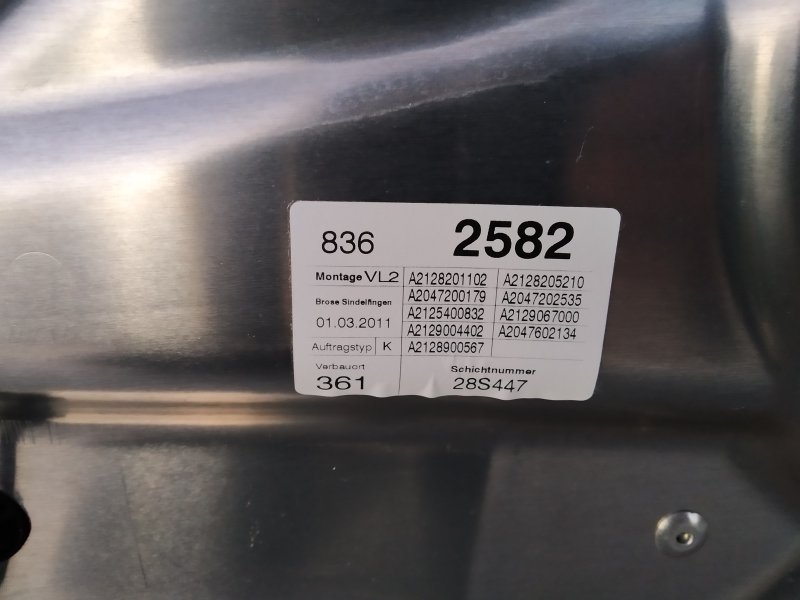 836 2582
Montage VL2 A2128201102 A2128205210
Brose Sindelfingen A2047200179 A2047202535
01.03.2011 A2125400832 A2129067000
A2129004402 A2047602134
Auftragstyp K A2128900567
Verbauort Schichtnummer
361 28S447